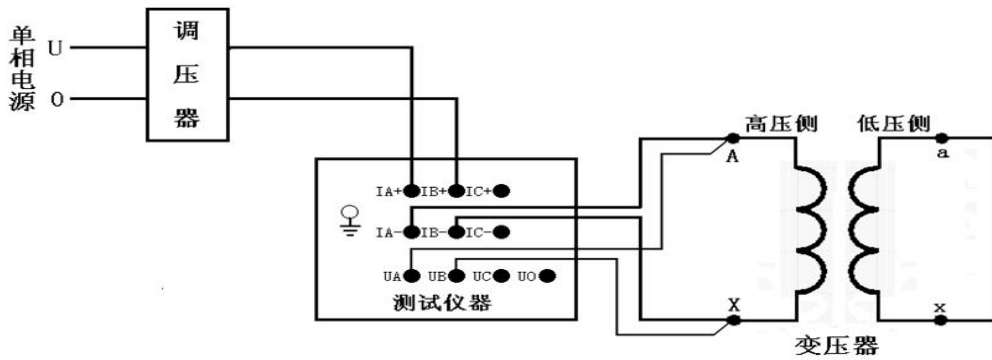 单相电源
U
O
调压器
高压侧 低压侧
A a
IA+ IB+ IC+
IA- IB- IC-
UA UB UC UO
测试仪器
X x
变压器